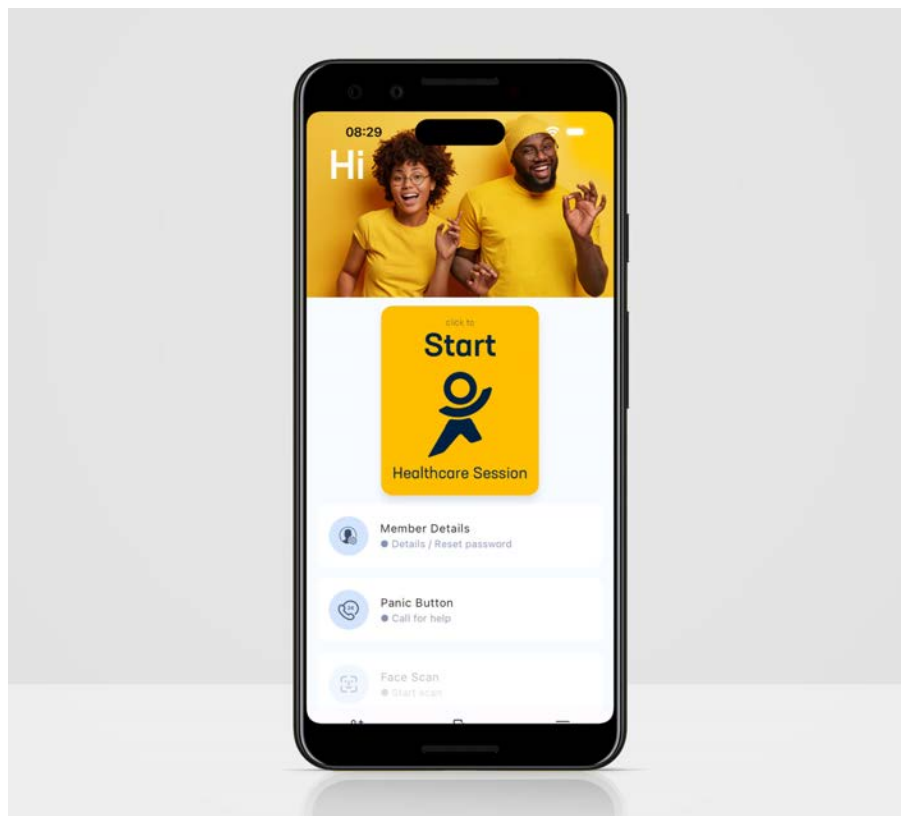 08:29
Hi
click to
Start
Healthcare Session
Member Details
Details / Reset password
24
Panic Button
Call for help
Face Scan
Start scan